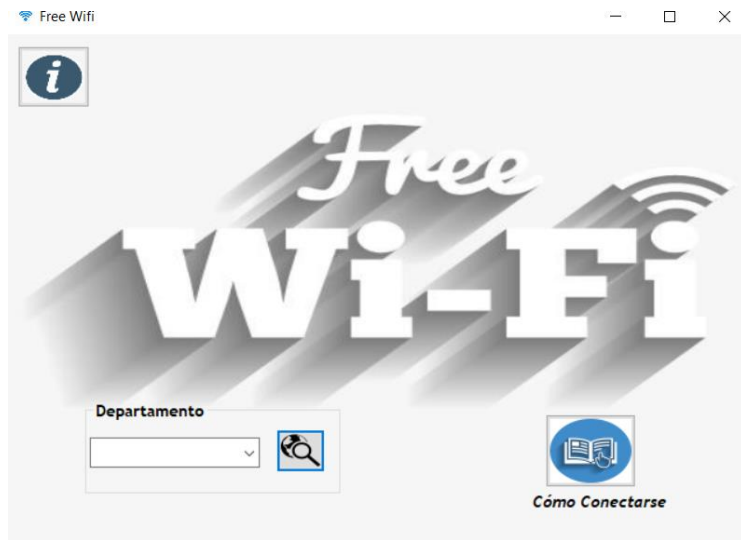 Free Wifi
i
Free
Wi-Fi
Departamento
Cómo Conectarse